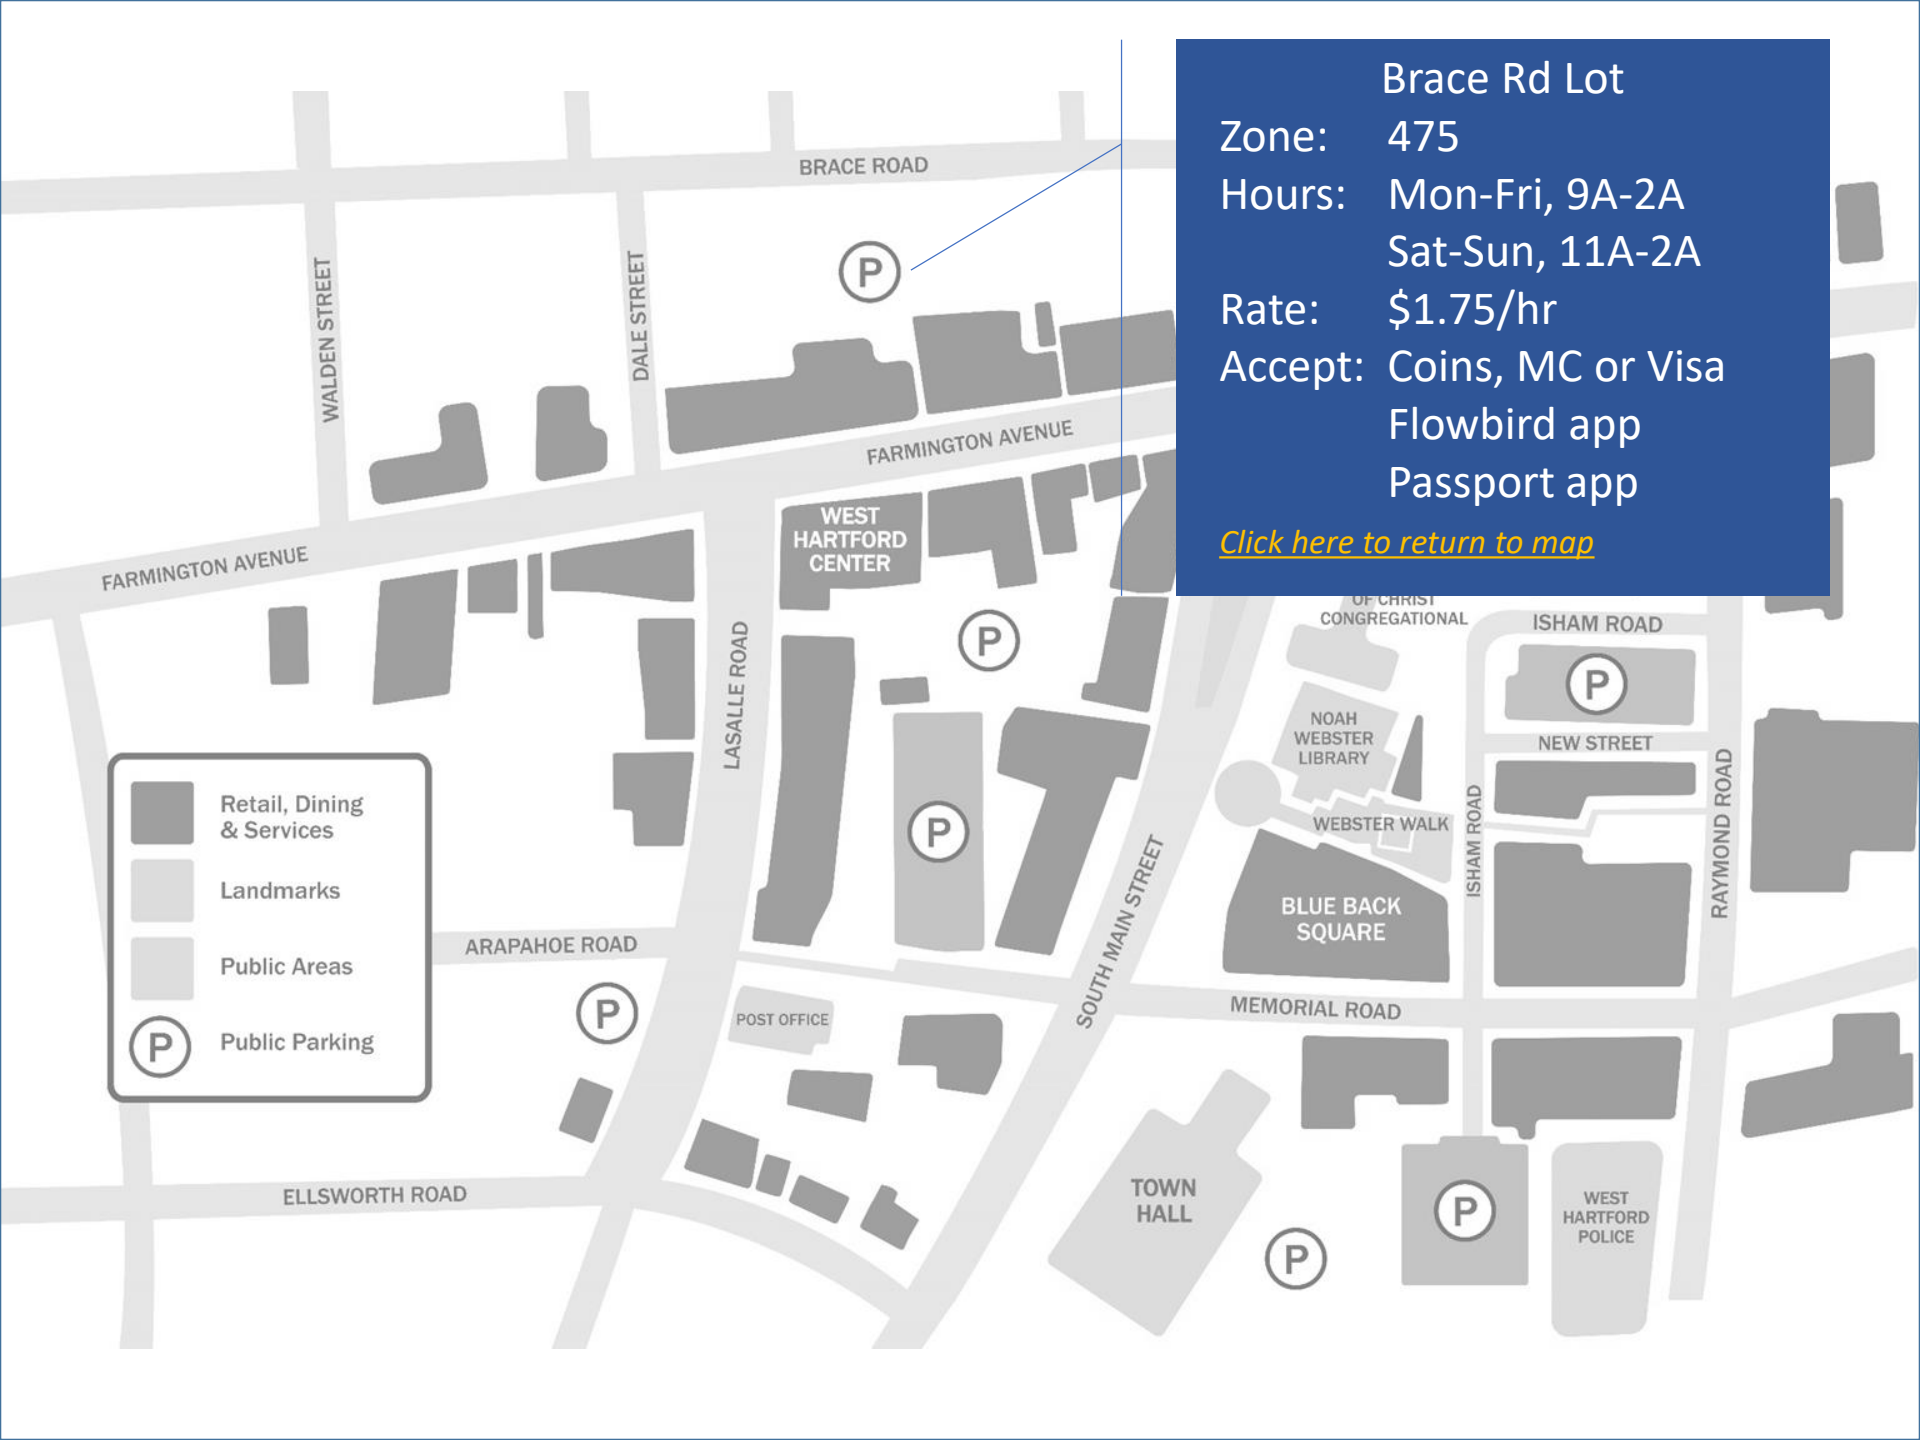 Brace Rd Lot
Zone: 475
Hours: Mon-Fri, 9A-2A
Sat-Sun, 11A-2A
Rate: $1.75/hr
Accept: Coins, MC or Visa
Flowbird app
Passport app
Click here to return to map
BRACE ROAD
WALDEN STREET
DALE STREET
P
FARMINGTON AVENUE
WEST
HARTFORD
CENTER
FARMINGTON AVENUE
OF CHRIST
CONGREGATIONAL
ISHAM ROAD
P
P
LASALLE ROAD
NOAH
WEBSTER
LIBRARY
NEW STREET
Retail, Dining
& Services
P
WEBSTER WALK
ISHAM ROAD
RAYMOND ROAD
Landmarks
BLUE BACK
SQUARE
SOUTH MAIN STREET
ARAPAHOE ROAD
Public Areas
P
POST OFFICE
MEMORIAL ROAD
P
Public Parking
ELLSWORTH ROAD
TOWN
HALL
P
P
WEST
HARTFORD
POLICE